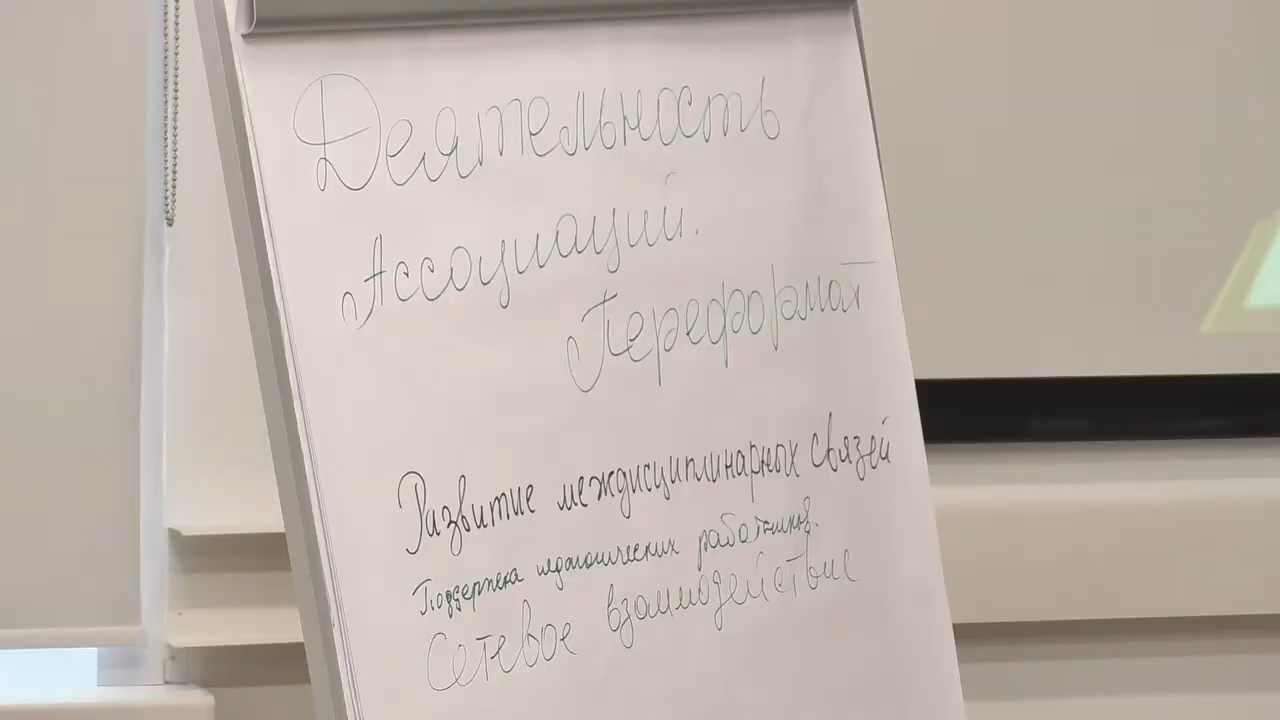 Деятельность
Ассоциаций.
Переформат
Развитие междисциплинарных связей
Поддержка педагогических работников.
Сетевое взаимодействие